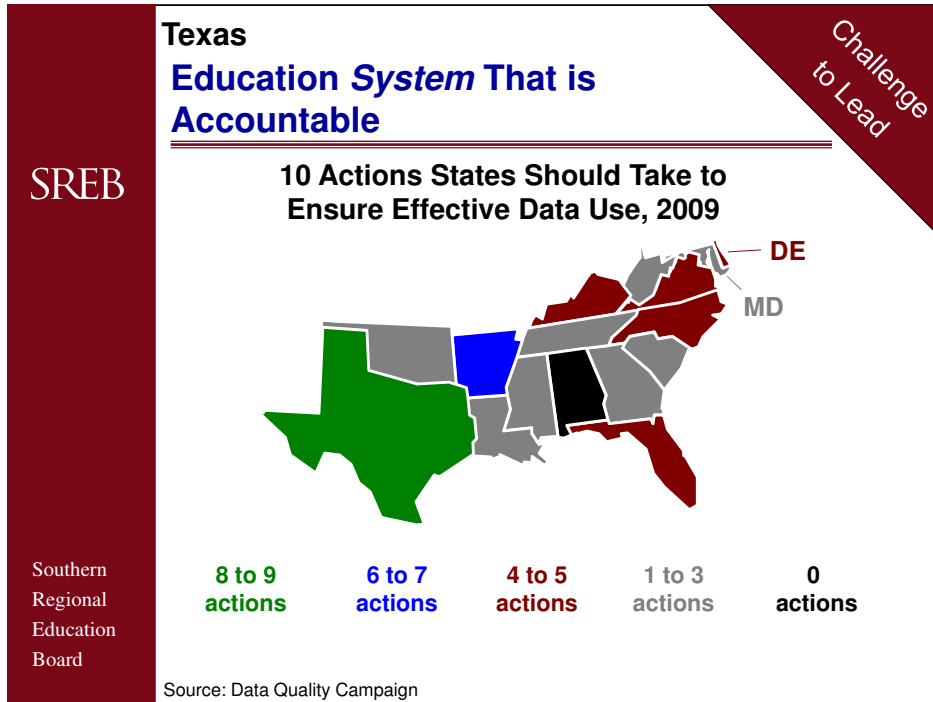 Texas
Education System That is
Accountable
Challenge
to Lead
SREB
10 Actions States Should Take to
Ensure Effective Data Use, 2009
DE
MD
8 to 9
actions
6 to 7
actions
4 to 5
actions
1 to 3
actions
0
actions
Southern
Regional
Education
Board
Source: Data Quality Campaign